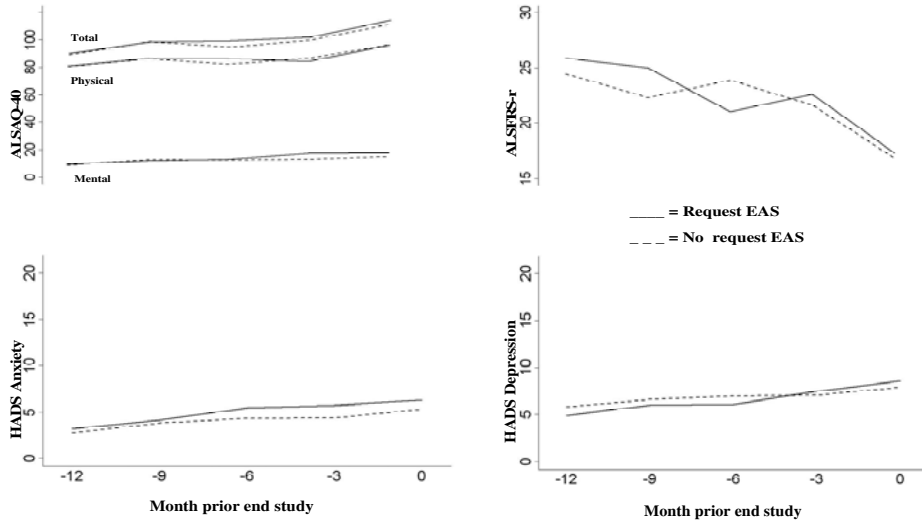 Total
Physical
Mental
ALSAQ-40
0 20 40 60 80 100
ALSFRS-r
15 20 25 30
____ = Request EAS
_ _ _ = No request EAS
HADS Anxiety
0 5 10 15 20
-12 -9 -6 -3 0
Month prior end study
HADS Depression
0 5 10 15 20
-12 -9 -6 -3 0
Month prior end study